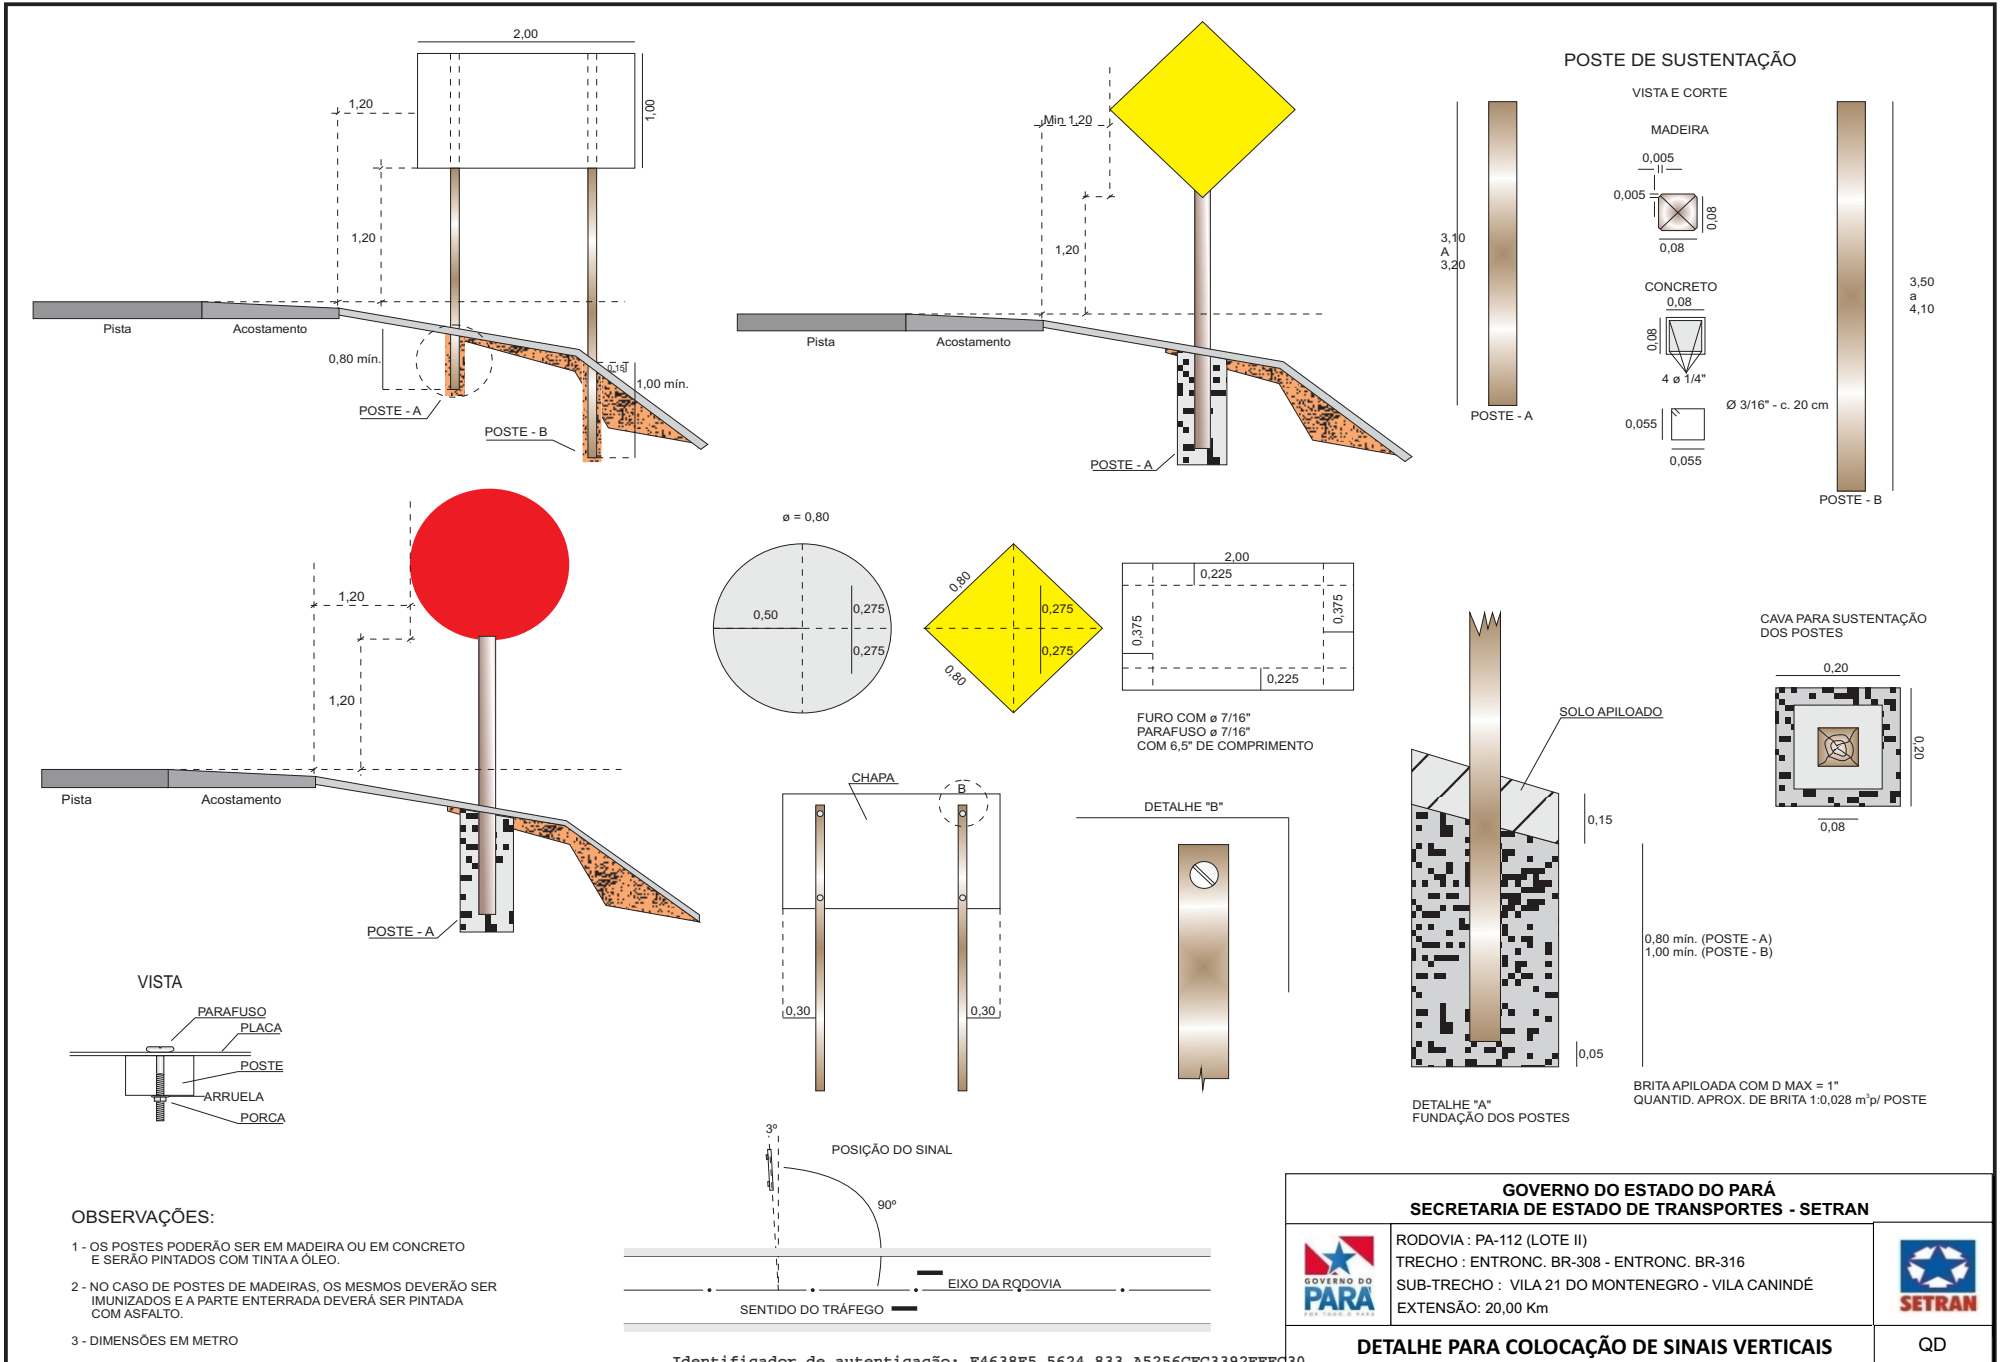 2,00
1,20
1,00
1,20
Pista
Acostamento
0,80 mín.
0,15
1,00 mín.
POSTE - A
POSTE - B
Min 1,20
1,20
Pista
Acostamento
POSTE - A
POSTE DE SUSTENTAÇÃO
VISTA E CORTE
MADEIRA
0,005
0,005
0,08
0,08
3,10
A
3,20
CONCRETO
0,08
0,08
4 ø 1/4"
Ø 3/16" - c. 20 cm
0,055
0,055
POSTE - A
3,50
a
4,10
POSTE - B
1,20
1,20
Pista
Acostamento
POSTE - A
ø = 0,80
0,50
0,275
0,275
0,80
0,80
0,275
0,275
2,00
0,225
0,375
0,375
0,225
FURO COM ø 7/16"
PARAFUSO ø 7/16"
COM 6,5" DE COMPRIMENTO
CHAPA
B
0,30
0,30
DETALHE "B"
SOLO APILOADO
0,15
0,80 mín. (POSTE - A)
1,00 mín. (POSTE - B)
0,05
DETALHE "A"
FUNDAÇÃO DOS POSTES
BRITA APILOADA COM D MAX = 1"
QUANTID. APROX. DE BRITA 1:0,028 m³p/ POSTE
CAVA PARA SUSTENTAÇÃO
DOS POSTES
0,20
0,20
0,08
VISTA
PARAFUSO
PLACA
POSTE
ARRUELA
PORCA
3º
POSIÇÃO DO SINAL
90º
EIXO DA RODOVIA
SENTIDO DO TRÁFEGO
OBSERVAÇÕES:
1 - OS POSTES PODERÃO SER EM MADEIRA OU EM CONCRETO
E SERÃO PINTADOS COM TINTA A ÓLEO.
2 - NO CASO DE POSTES DE MADEIRAS, OS MESMOS DEVERÃO SER
IMUNIZADOS E A PARTE ENTERRADA DEVERÁ SER PINTADA
COM ASFALTO.
3 - DIMENSÕES EM METRO
GOVERNO DO ESTADO DO PARÁ
SECRETARIA DE ESTADO DE TRANSPORTES - SETRAN
GOVERNO DO
PARÁ
POR TODO O PARÁ
RODOVIA : PA-112 (LOTE II)
TRECHO : ENTRONC. BR-308 - ENTRONC. BR-316
SUB-TRECHO : VILA 21 DO MONTENEGRO - VILA CANINDÉ
EXTENSÃO: 20,00 Km
SETRAN
DETALHE PARA COLOCAÇÃO DE SINAIS VERTICAIS
QD
Identificador de autenticação: